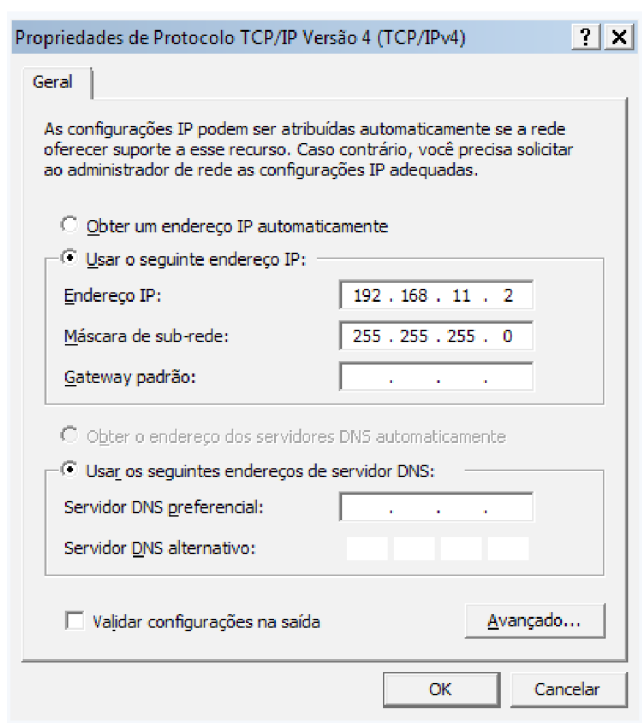 Propriedades de Protocolo TCP/IP Versão 4 (TCP/IPv4)
Geral
As configurações IP podem ser atribuídas automaticamente se a rede
oferecer suporte a esse recurso. Caso contrário, você precisa solicitar
ao administrador de rede as configurações IP adequadas.
Obter um endereço IP automaticamente
Usar o seguinte endereço IP:
Endereço IP: 192 . 168 . 11 . 2
Máscara de sub-rede: 255 . 255 . 255 . 0
Gateway padrão: . . .
Obter o endereço dos servidores DNS automaticamente
Usar os seguintes endereços de servidor DNS:
Servidor DNS preferencial: . . .
Servidor DNS alternativo:
Validar configurações na saída
Avançado...
OK Cancelar